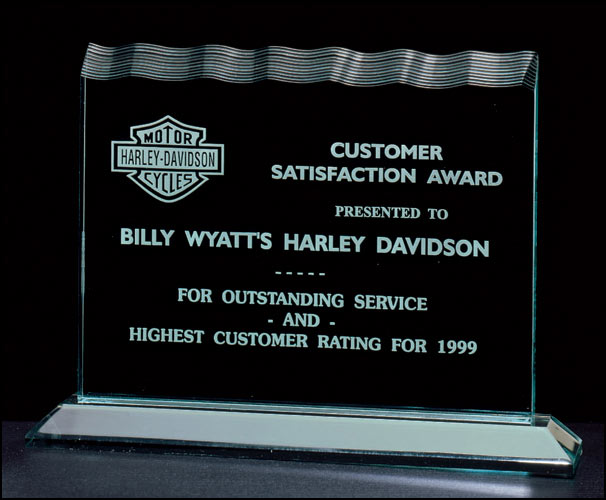 MOTOR
HARLEY-DAVIDSON
CYCLES
CUSTOMER
SATISFACTION AWARD
PRESENTED TO
BILLY WYATT'S HARLEY DAVIDSON
- - - - -
FOR OUTSTANDING SERVICE
- AND -
HIGHEST CUSTOMER RATING FOR 1999